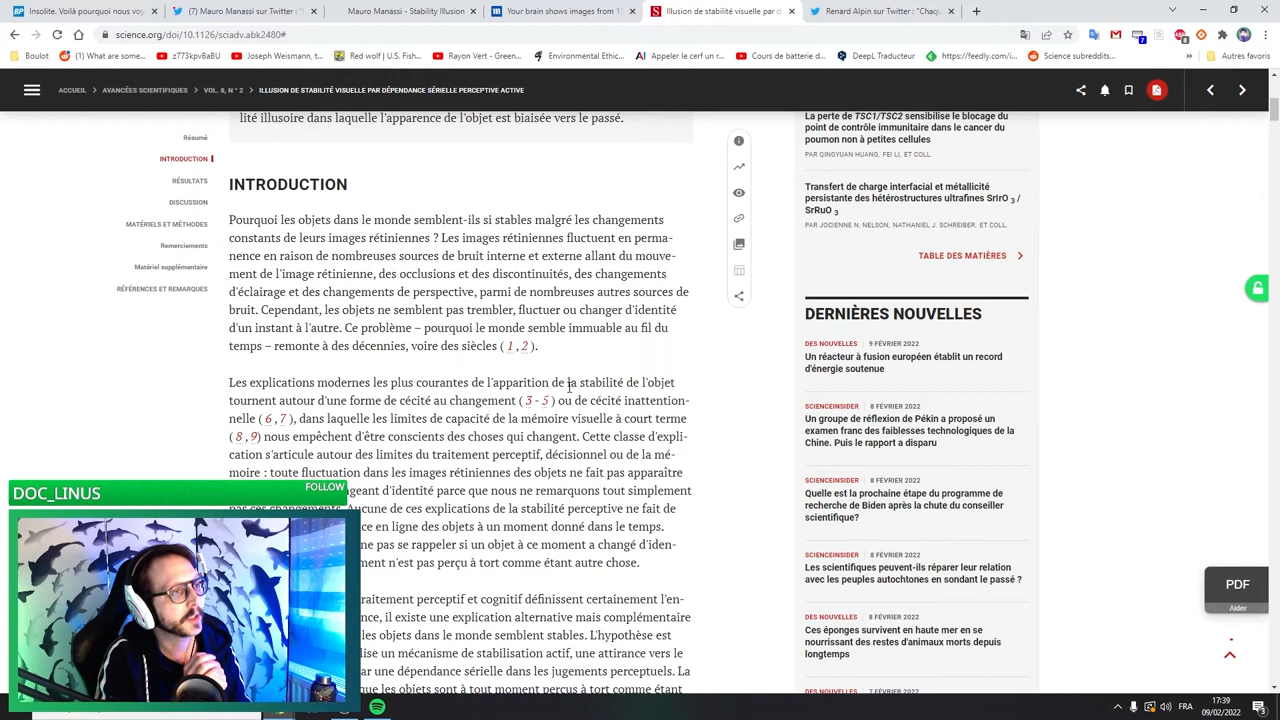 Insolite. Voilà pourquoi nous voy
Mauro Manassi sur Twitter : "
Mauro Manassi - Stability Illusion
Your brain shows images from 15
Illusion de stabilité visuelle par dé
Renard Alpin sur Twitter : "Chaq
science.org/doi/10.1126/sciadv.abk2480#
Boulot
(1) What are some...
z773kpvBaBU
Joseph Weismann, t...
Red wolf | U.S. Fish...
Rayon Vert - Green...
Environmental Ethic...
Appeler le cerf un r...
Cours de batterie d...
DeepL Traducteur
https://feedly.com/i...
Science subreddits...
Autres favoris
ACCUEIL
AVANCÉES SCIENTIFIQUES
VOL. 8, N ° 2
ILLUSION DE STABILITÉ VISUELLE PAR DÉPENDANCE SÉRIELLE PERCEPTIVE ACTIVE
Résumé
INTRODUCTION
RÉSULTATS
DISCUSSION
MATÉRIELS ET MÉTHODES
Remerciements
Matériel supplémentaire
RÉFÉRENCES ET REMARQUES
lité illusoire dans laquelle l'apparence de l'objet est biaisée vers le passé.
INTRODUCTION
Pourquoi les objets dans le monde semblent-ils si stables malgré les changements
constants de leurs images rétiniennes ? Les images rétiniennes fluctuent en perma-
nence en raison de nombreuses sources de bruit interne et externe allant du mouve-
ment de l'image rétinienne, des occlusions et des discontinuités, des changements
d'éclairage et des changements de perspective, parmi de nombreuses autres sources de
bruit. Cependant, les objets ne semblent pas trembler, fluctuer ou changer d'identité
d'un instant à l'autre. Ce problème – pourquoi le monde semble immuable au fil du
temps – remonte à des décennies, voire des siècles ( 1 , 2 ).
Les explications modernes les plus courantes de l'apparition de la stabilité de l'objet
tournent autour d'une forme de cécité au changement ( 3 - 5 ) ou de cécité inattention-
nelle ( 6 , 7 ), dans laquelle les limites de capacité de la mémoire visuelle à court terme
( 8 , 9) nous empêchent d'être conscients des choses qui changent. Cette classe d'expli-
cation s'articule autour des limites du traitement perceptif, décisionnel ou de la mé-
moire : toute fluctuation dans les images rétiniennes des objets ne fait pas apparaître
geant d'identité parce que nous ne remarquons tout simplement
pas ces changements. Aucune de ces explications de la stabilité perceptive ne fait de
ce en ligne des objets à un moment donné dans le temps.
ne pas se rappeler si un objet à ce moment a changé d'iden-
ment n'est pas perçu à tort comme étant autre chose.
raitement perceptif et cognitif définissent certainement l'en-
nce, il existe une explication alternative mais complémentaire
les objets dans le monde semblent stables. L'hypothèse est
lise un mécanisme de stabilisation actif, une attirance vers le
ar une dépendance sérielle dans les jugements perceptuels. La
que les objets sont à tout moment perçus à tort comme étant
La perte de TSC1/TSC2 sensibilise le blocage du
point de contrôle immunitaire dans le cancer du
poumon non à petites cellules
PAR QINGYUAN HUANG, FEI LI, ET COLL.
Transfert de charge interfacial et métallicité
persistante des hétérostructures ultrafines SrIrO 3 /
SrRuO 3
PAR JOCIENNE N. NELSON, NATHANIEL J. SCHREIBER, ET COLL.
TABLE DES MATIÈRES
DERNIÈRES NOUVELLES
DES NOUVELLES 9 FÉVRIER 2022
Un réacteur à fusion européen établit un record
d'énergie soutenue
SCIENCEINSIDER 8 FÉVRIER 2022
Un groupe de réflexion de Pékin a proposé un
examen franc des faiblesses technologiques de la
Chine. Puis le rapport a disparu
SCIENCEINSIDER 8 FÉVRIER 2022
Quelle est la prochaine étape du programme de
recherche de Biden après la chute du conseiller
scientifique?
SCIENCEINSIDER 8 FÉVRIER 2022
Les scientifiques peuvent-ils réparer leur relation
avec les peuples autochtones en sondant le passé ?
DES NOUVELLES 8 FÉVRIER 2022
Ces éponges survivent en haute mer en se
nourrissant des restes d'animaux morts depuis
longtemps
DES NOUVELLES 7 FÉVRIER 2022
PDF
Aider
DOC_LINUS
FOLLOW
FRA
17:39
09/02/2022